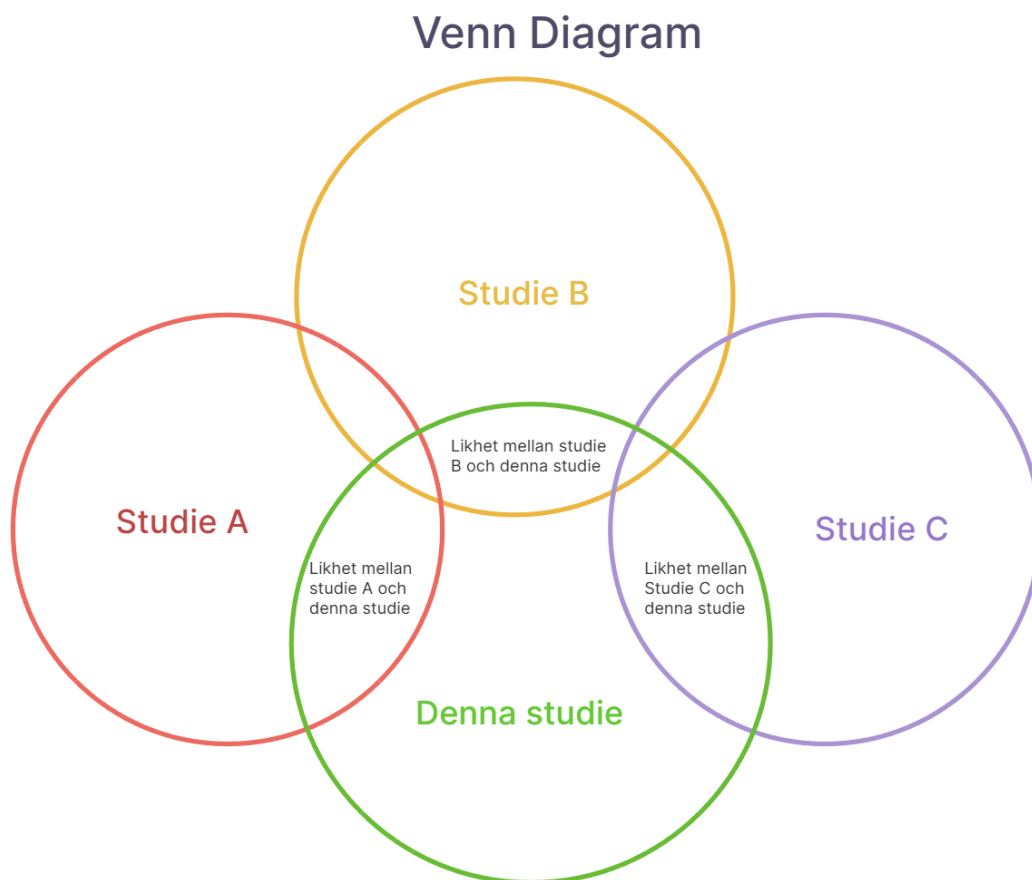 Venn Diagram
Studie B
Likhet mellan studie
B och denna studie
Studie A
Studie C
Likhet mellan
studie A och
denna studie
Likhet mellan
Studie C och
denna studie
Denna studie